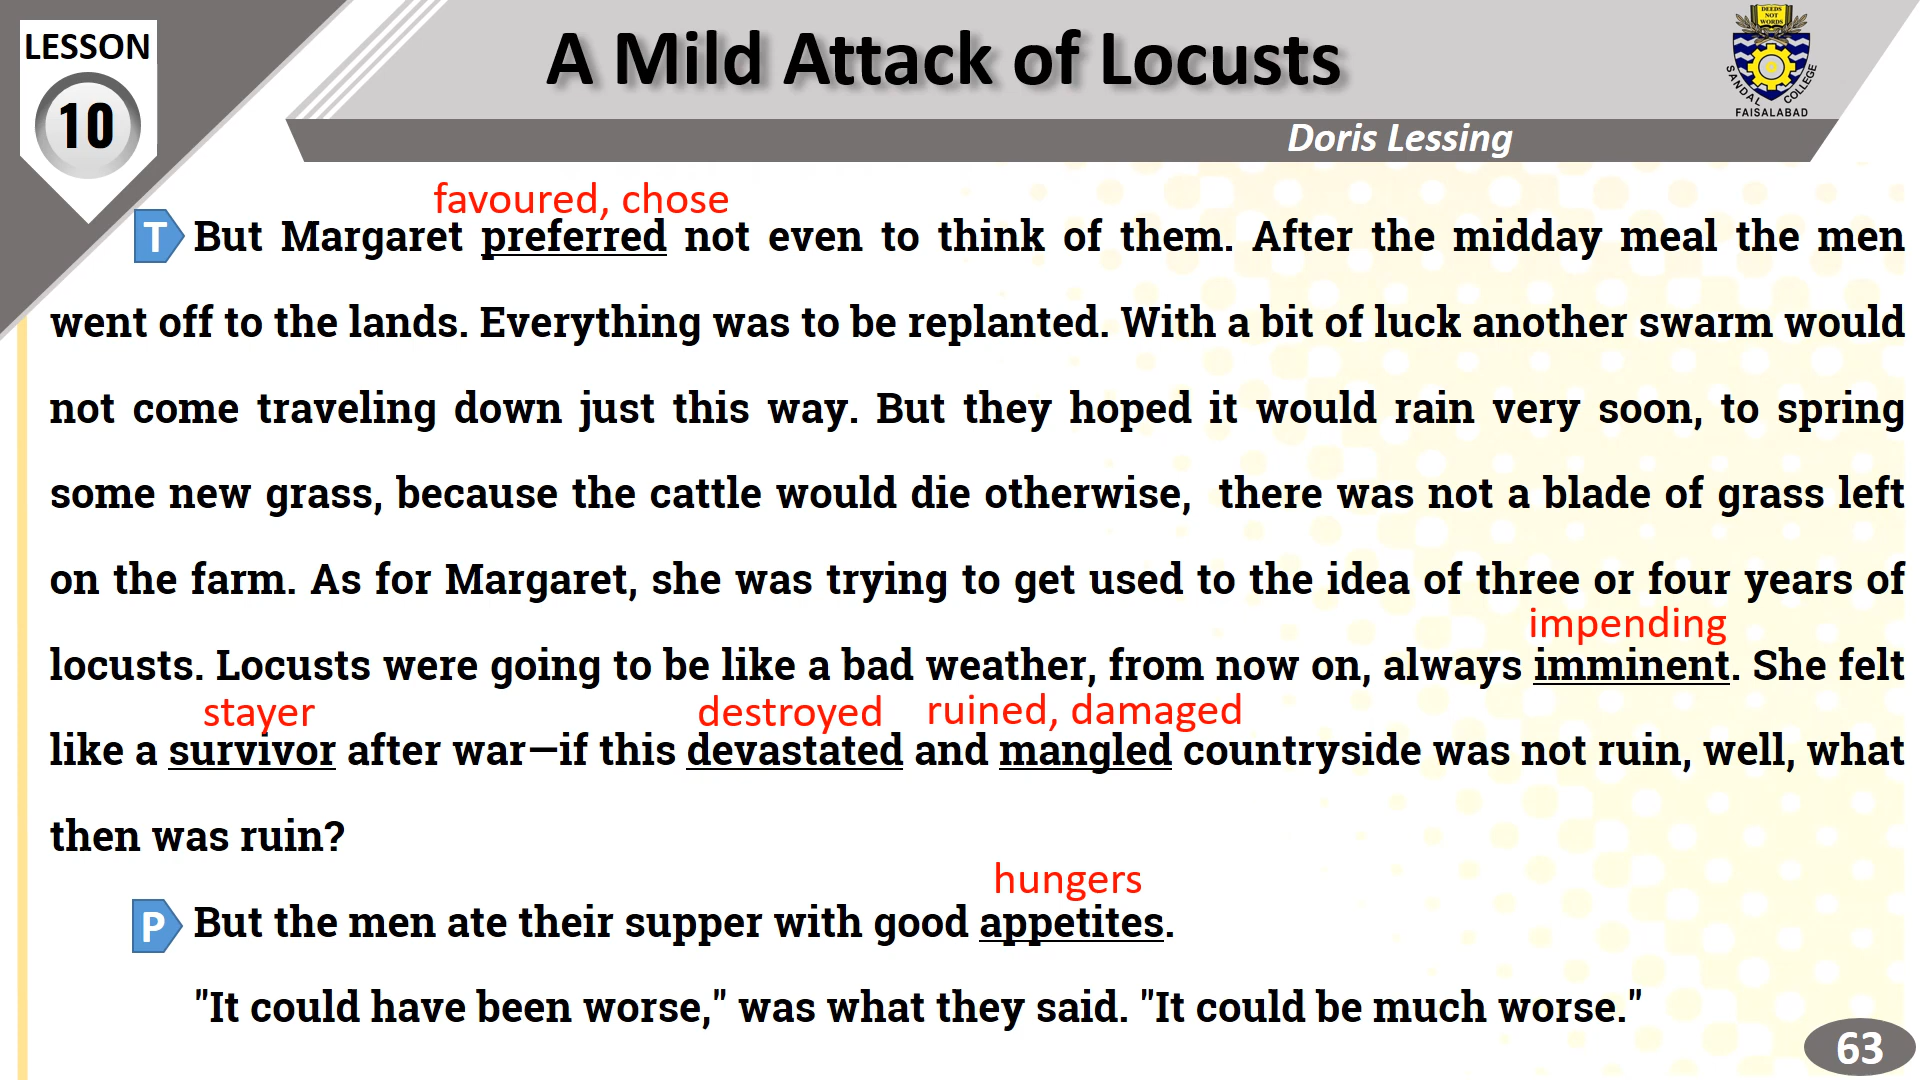 LESSON
10
A Mild Attack of Locusts
DEEDS
NOT
WORDS
SANDAL COLLEGE
FAISALABAD
Doris Lessing
favoured, chose
T But Margaret preferred not even to think of them. After the midday meal the men
went off to the lands. Everything was to be replanted. With a bit of luck another swarm would
not come traveling down just this way. But they hoped it would rain very soon, to spring
some new grass, because the cattle would die otherwise, there was not a blade of grass left
on the farm. As for Margaret, she was trying to get used to the idea of three or four years of
impending
locusts. Locusts were going to be like a bad weather, from now on, always imminent. She felt
stayer destroyed ruined, damaged
like a survivor after war—if this devastated and mangled countryside was not ruin, well, what
then was ruin?
hungers
P But the men ate their supper with good appetites.
"It could have been worse," was what they said. "It could be much worse."
63